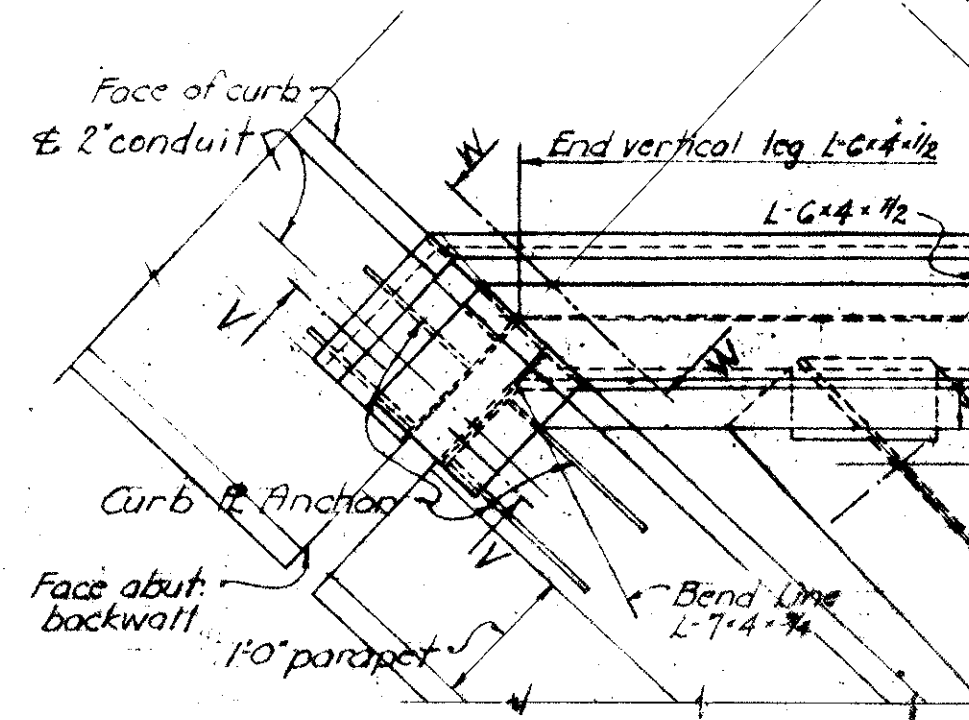 Face of curb
℄ 2" conduit
W
End vertical leg L-6×4×1/2
L-6×4×1/2
V
W
Curb ℞ Anchor
V
Face abut.
backwall
Bend Line
L-7×4×3/4
1'-0" parapet